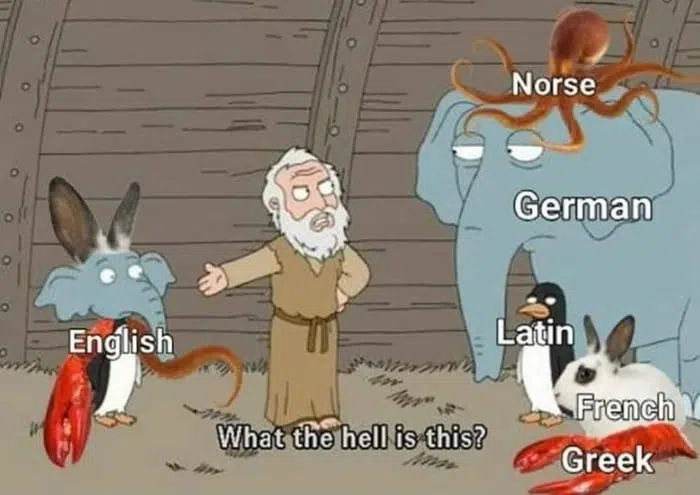 Norse
German
English
Latin
French
What the hell is this?
Greek